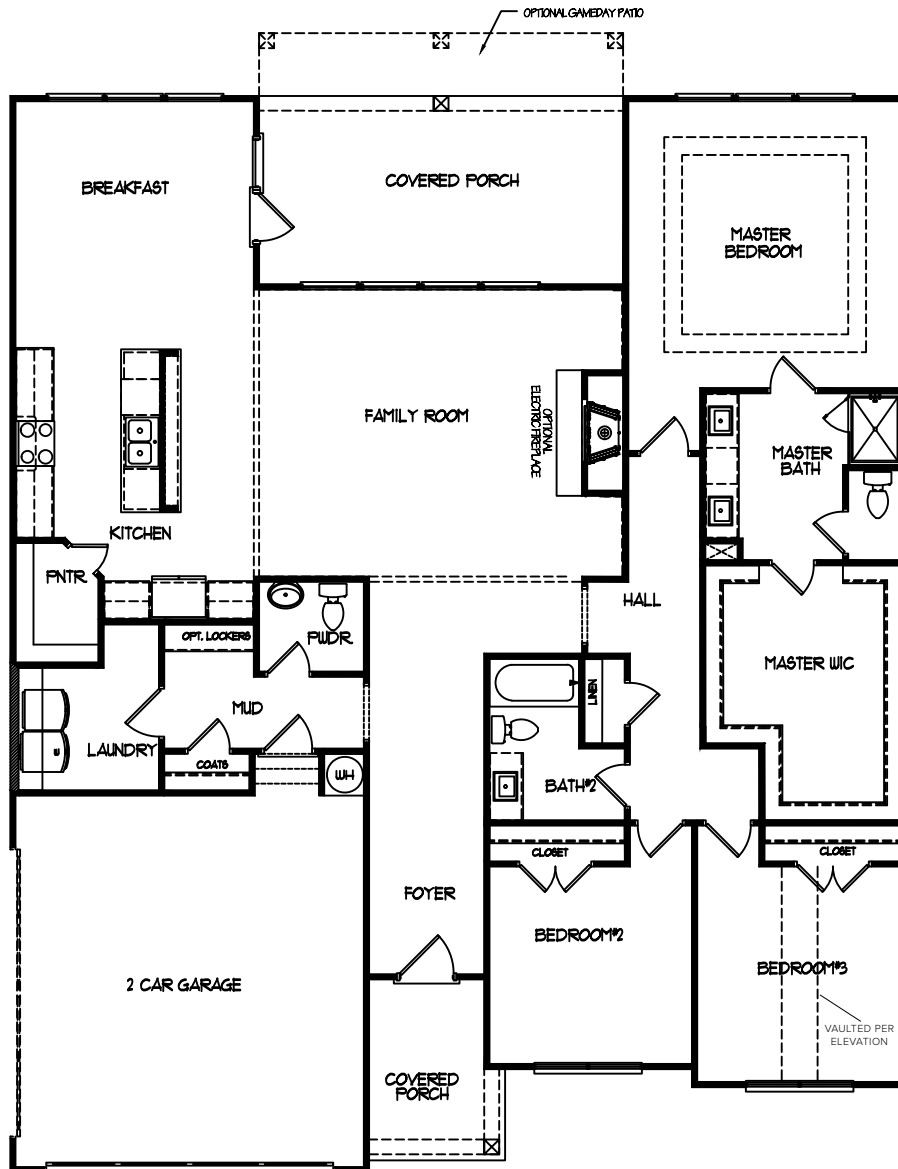 OPTIONAL GAMEDAY PATIO
BREAKFAST
COVERED PORCH
MASTER
BEDROOM
FAMILY ROOM
OPTIONAL
ELECTRIC FIREPLACE
MASTER
BATH
KITCHEN
PNTR
HALL
OPT. LOCKERS
PWDR
MASTER WIC
LINEN
MUD
LAUNDRY
COATS
WH
BATH#2
CLOSET
CLOSET
FOYER
BEDROOM#2
BEDROOM#3
2 CAR GARAGE
VAULTED PER
ELEVATION
COVERED
PORCH